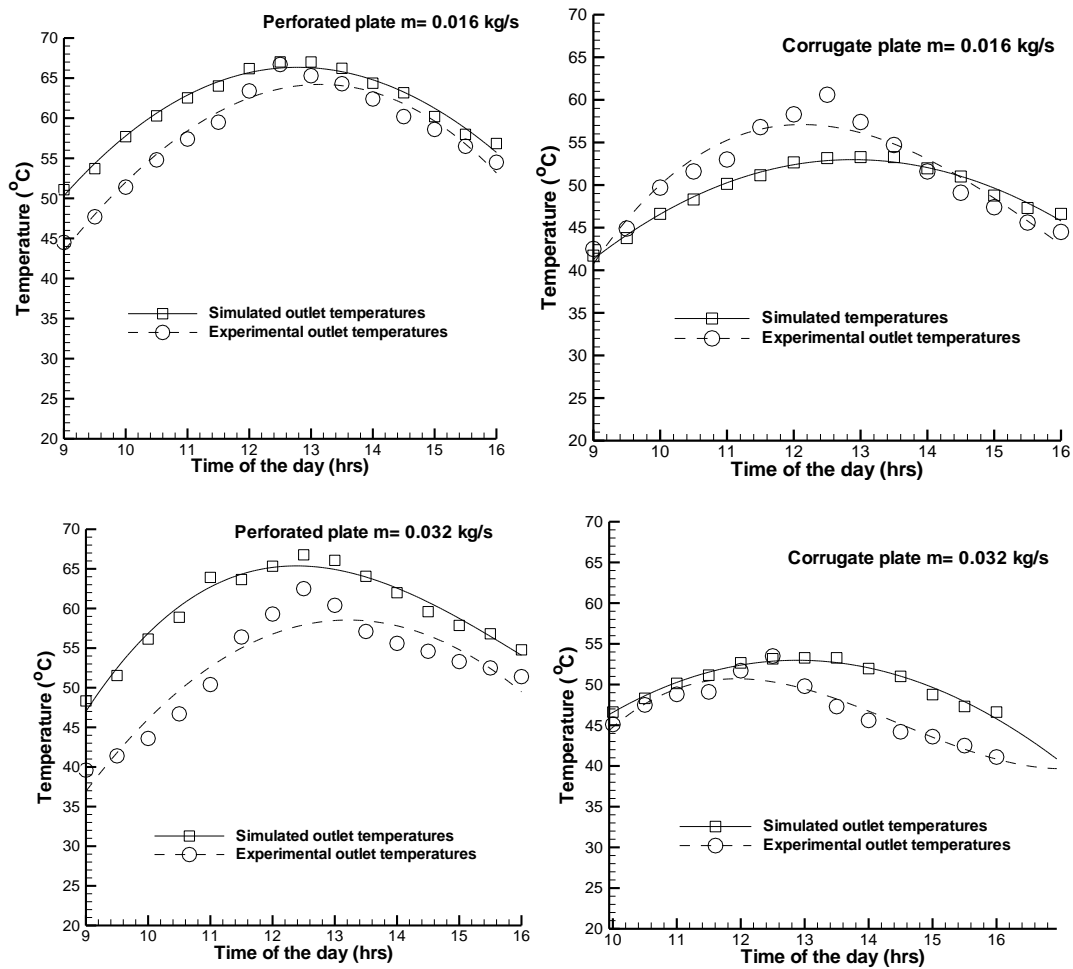 Perforated plate m= 0.016 kg/s
70
65
60
55
50
45
40
35
30
25
20
Temperature (°C)
Simulated outlet temperatures
Experimental outlet temperatures
9 10 11 12 13 14 15 16
Time of the day (hrs)
Corrugate plate m= 0.016 kg/s
70
65
60
55
50
45
40
35
30
25
20
Temperature (°C)
Simulated temperatures
Experimental outlet temperatures
9 10 11 12 13 14 15 16
Time of the day (hrs)
Perforated plate m= 0.032 kg/s
70
65
60
55
50
45
40
35
30
25
20
Temperature (°C)
Simulated outlet temperatures
Experimental outlet temperatures
9 10 11 12 13 14 15 16
Time of the day (hrs)
Corrugate plate m= 0.032 kg/s
70
65
60
55
50
45
40
35
30
25
20
Temperature (°C)
Simulated outlet temperatures
Experimental outlet temperatures
10 11 12 13 14 15 16
Time of the day (hrs)